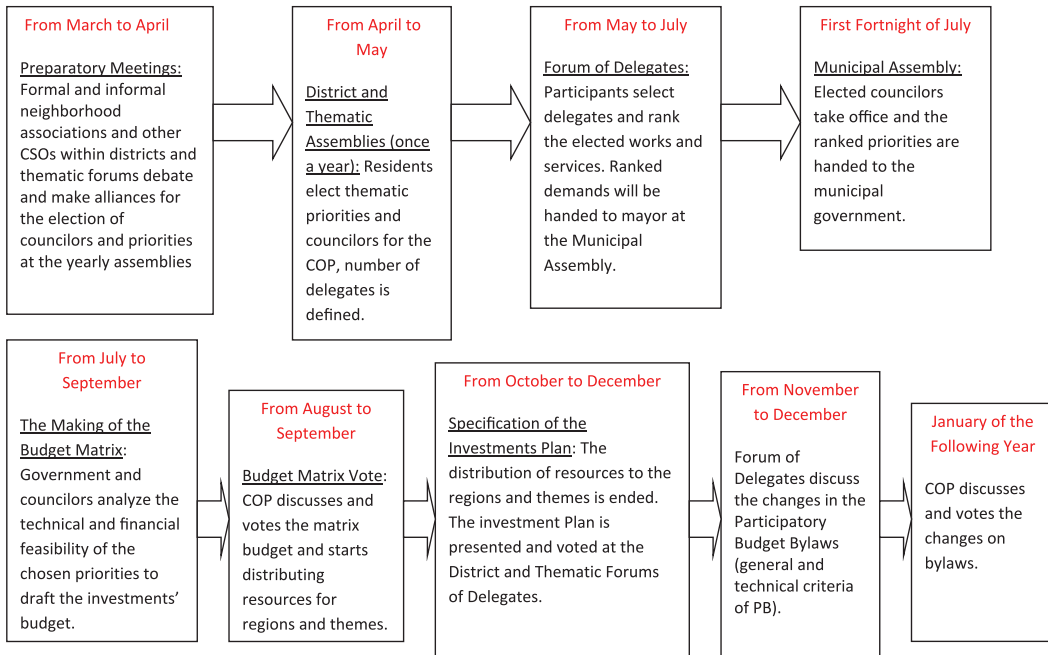 From March to April
Preparatory Meetings:
Formal and informal
neighborhood
associations and other
CSOs within districts and
thematic forums debate
and make alliances for
the election of
councilors and priorities
at the yearly assemblies
From April to
May
District and
Thematic
Assemblies (once
a year): Residents
elect thematic
priorities and
councilors for the
COP, number of
delegates is
defined.
From May to July
Forum of Delegates:
Participants select
delegates and rank
the elected works and
services. Ranked
demands will be
handed to mayor at
the Municipal
Assembly.
First Fortnight of July
Municipal Assembly:
Elected councilors
take office and the
ranked priorities are
handed to the
municipal
government.
From July to
September
The Making of the
Budget Matrix:
Government and
councilors analyze the
technical and financial
feasibility of the
chosen priorities to
draft the investments’
budget.
From August to
September
Budget Matrix Vote:
COP discusses and
votes the matrix
budget and starts
distributing
resources for
regions and themes.
From October to December
Specification of the
Investments Plan: The
distribution of resources to the
regions and themes is ended.
The investment Plan is
presented and voted at the
District and Thematic Forums
of Delegates.
From November
to December
Forum of
Delegates discuss
the changes in the
Participatory
Budget Bylaws
(general and
technical criteria
of PB).
January of the
Following Year
COP discusses
and votes the
changes on
bylaws.